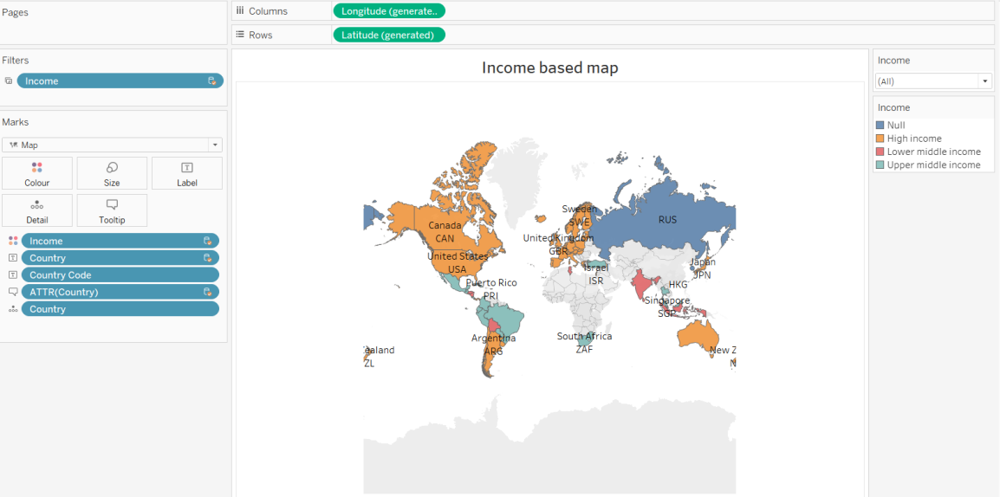 Pages
Columns
Longitude (generate..
Rows
Latitude (generated)
Filters
Income
Marks
Map
Colour
Size
Label
Detail
Tooltip
Income
Country
Country Code
ATTR(Country)
Country
Income based map
Sweden
SWE
RUS
Canada
CAN
United Kingdom
GBR
United States
USA
Israel
ISR
Japan
JPN
Puerto Rico
PRI
HKG
Singapore
SGP
Argentina
ARG
South Africa
ZAF
ealand
ZL
New Z
N
Income
(All)
Income
Null
High income
Lower middle income
Upper middle income